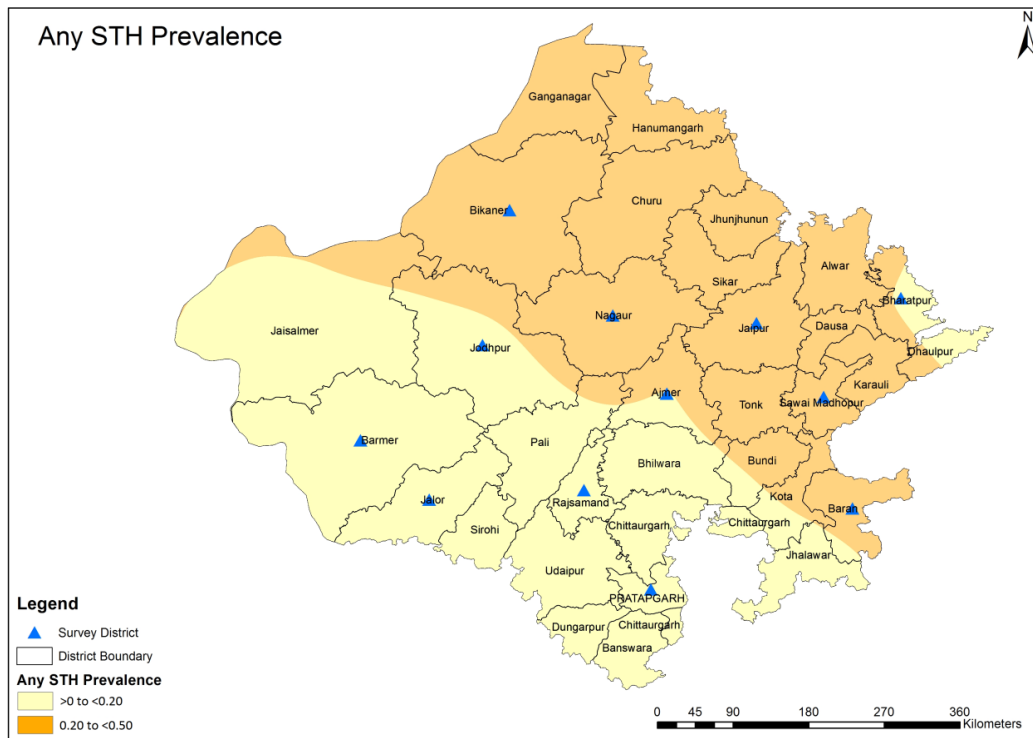 Any STH Prevalence
N
Ganganagar
Hanumangarh
Churu
Bikaner
Jhunjhunun
Alwar
Sikar
Bharatpur
Nagaur
Jaipur
Dausa
Jaisalmer
Jodhpur
Dhaulpur
Karauli
Ajmer
Tonk
Sawai Madhopur
Barmer
Pali
Bhilwara
Bundi
Jalor
Rajsamand
Kota
Barah
Chittaurgarh
Chittaurgarh
Sirohi
Jhalawar
Udaipur
PRATAPGARH
Dungarpur
Chittaurgarh
Banswara
Legend
Survey District
District Boundary
Any STH Prevalence
>0 to <0.20
0.20 to <0.50
0 45 90 180 270 360
Kilometers